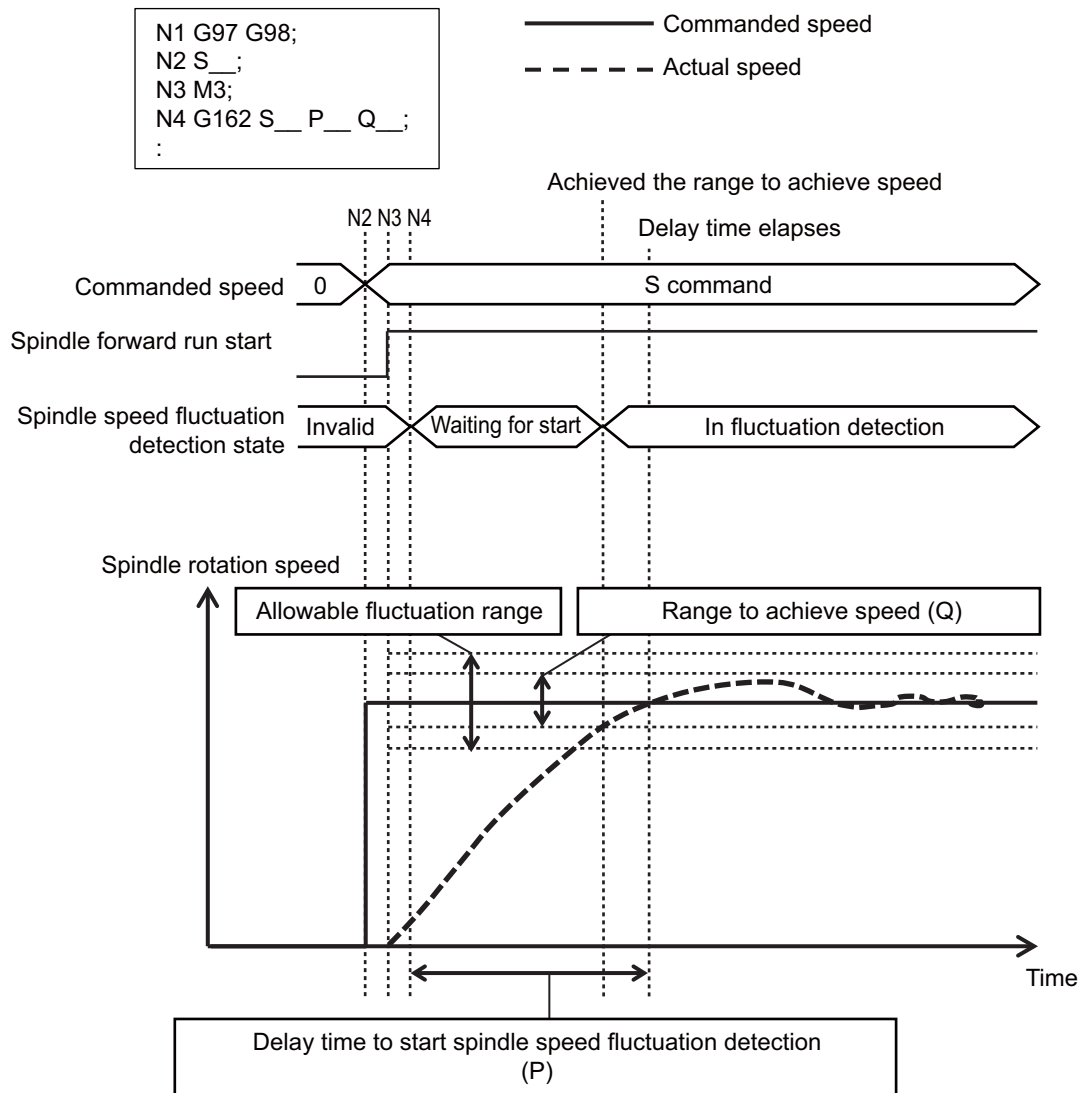 N1 G97 G98;
N2 S__;
N3 M3;
N4 G162 S__ P__ Q__;
:
Commanded speed
Actual speed
Achieved the range to achieve speed
N2 N3 N4
Delay time elapses
Commanded speed
0
S command
Spindle forward run start
Spindle speed fluctuation
detection state
Invalid
Waiting for start
In fluctuation detection
Spindle rotation speed
Allowable fluctuation range
Range to achieve speed (Q)
Time
Delay time to start spindle speed fluctuation detection
(P)